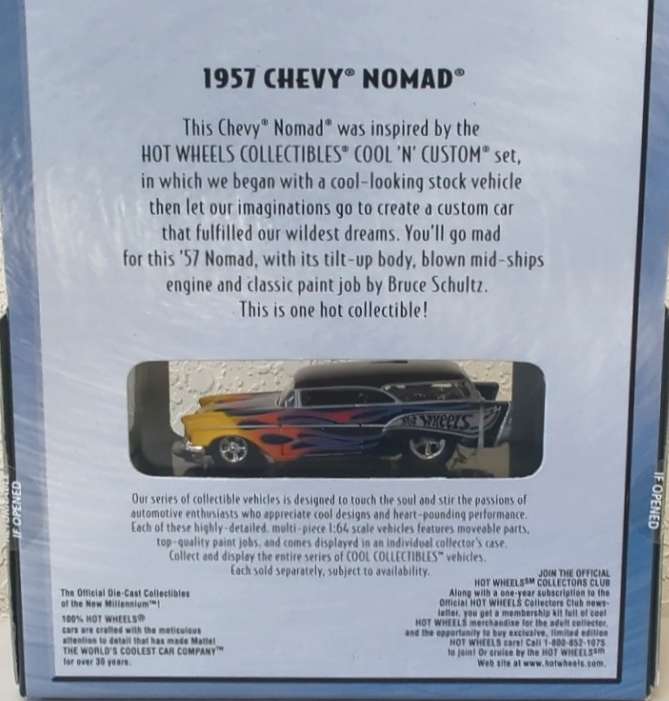 1957 CHEVY® NOMAD®
This Chevy® Nomad® was inspired by the
HOT WHEELS COLLECTIBLES® COOL 'N' CUSTOM® set,
in which we began with a cool-looking stock vehicle
then let our imaginations go to create a custom car
that fulfilled our wildest dreams. You'll go mad
for this '57 Nomad, with its tilt-up body, blown mid-ships
engine and classic paint job by Bruce Schultz.
This is one hot collectible!
HOT WHEELS
Our series of collectible vehicles is designed to touch the soul and stir the passions of
automotive enthusiasts who appreciate cool designs and heart-pounding performance.
Each of these highly-detailed, multi-piece 1:64 scale vehicles features moveable parts,
top-quality paint jobs, and comes displayed in an individual collector's case.
Collect and display the entire series of COOL COLLECTIBLES™ vehicles.
Each sold separately, subject to availability.
The Official Die-Cast Collectibles
of the New Millennium™!
100% HOT WHEELS®
cars are crafted with the meticulous
attention to detail that has made Mattel
THE WORLD'S COOLEST CAR COMPANY™
for over 30 years.
JOIN THE OFFICIAL
HOT WHEELS℠ COLLECTORS CLUB
Along with a one-year subscription to the
Official HOT WHEELS Collectors Club news-
letter, you get a membership kit full of cool
HOT WHEELS merchandise for the adult collector,
and the opportunity to buy exclusive, limited edition
HOT WHEELS cars! Call 1-800-852-1075
to join! Or cruise by the HOT WHEELS℠
Web site at www.hotwheels.com.
IF OPENED
IF OPENED